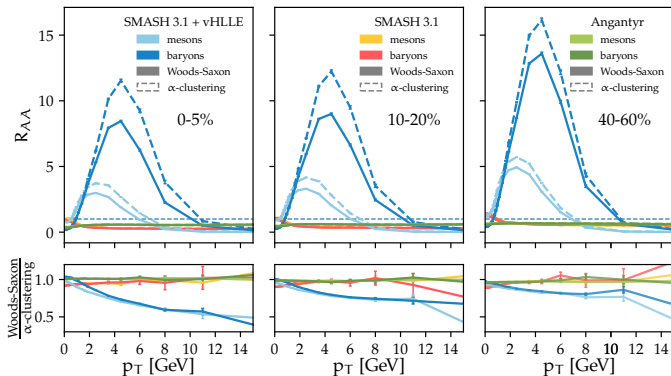 SMASH 3.1 + vHLLE
mesons
baryons
Woods-Saxon
α-clustering
0-5%
SMASH 3.1
mesons
baryons
Woods-Saxon
α-clustering
10-20%
Angantyr
mesons
baryons
Woods-Saxon
α-clustering
40-60%
R_AA
15
10
5
0
Woods-Saxon
α-clustering
1.0
0.5
0 2 4 6 8 10 12 14
0 2 4 6 8 10 12 14
0 2 4 6 8 10 10 12 14
p_T [GeV]
p_T [GeV]
p_T [GeV]